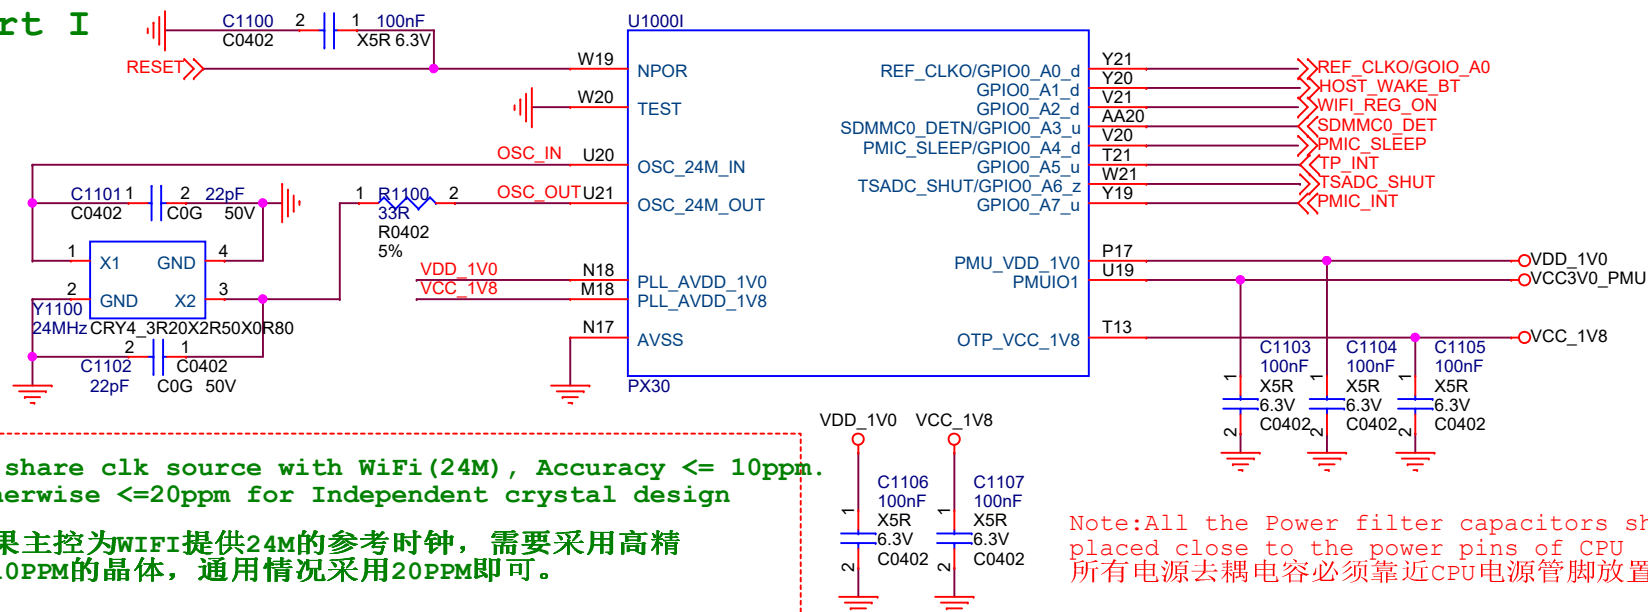 rt I
C1100 2 1 100nF
C0402 X5R 6.3V
RESET
U1000I
W19 NPOR
W20 TEST
OSC_IN U20 OSC_24M_IN
OSC_OUT U21 OSC_24M_OUT
VDD_1V0 N18 PLL_AVDD_1V0
VCC_1V8 M18 PLL_AVDD_1V8
N17 AVSS
PX30
REF_CLKO/GPIO0_A0_d Y21 REF_CLKO/GOIO_A0
GPIO0_A1_d Y20 HOST_WAKE_BT
GPIO0_A2_d V21 WIFI_REG_ON
SDMMC0_DETN/GPIO0_A3_u AA20 SDMMC0_DET
PMIC_SLEEP/GPIO0_A4_d V20 PMIC_SLEEP
GPIO0_A5_u T21 TP_INT
TSADC_SHUT/GPIO0_A6_z W21 TSADC_SHUT
GPIO0_A7_u Y19 PMIC_INT
PMU_VDD_1V0 P17 VDD_1V0
PMUIO1 U19 VCC3V0_PMU
OTP_VCC_1V8 T13 VCC_1V8
C1101 1 2 22pF
C0402 C0G 50V
1 R1100 2
33R
R0402
5%
1 X1 GND 4
2 GND X2 3
Y1100
24MHz CRY4_3R20X2R50X0R80
2 1
C1102 C0402
22pF C0G 50V
C1103
100nF
1 X5R
6.3V
2 C0402
C1104
100nF
1 X5R
6.3V
2 C0402
C1105
100nF
1 X5R
6.3V
2 C0402
VDD_1V0 VCC_1V8
C1106
100nF
1 X5R
6.3V
2 C0402
C1107
100nF
1 X5R
6.3V
2 C0402
share clk source with WiFi(24M), Accuracy <= 10ppm.
erwise <=20ppm for Independent crystal design
果主控为WIFI提供24M的参考时钟，需要采用高精
0PPM的晶体，通用情况采用20PPM即可。
Note:All the Power filter capacitors sh
placed close to the power pins of CPU
所有电源去耦电容必须靠近CPU电源管脚放置